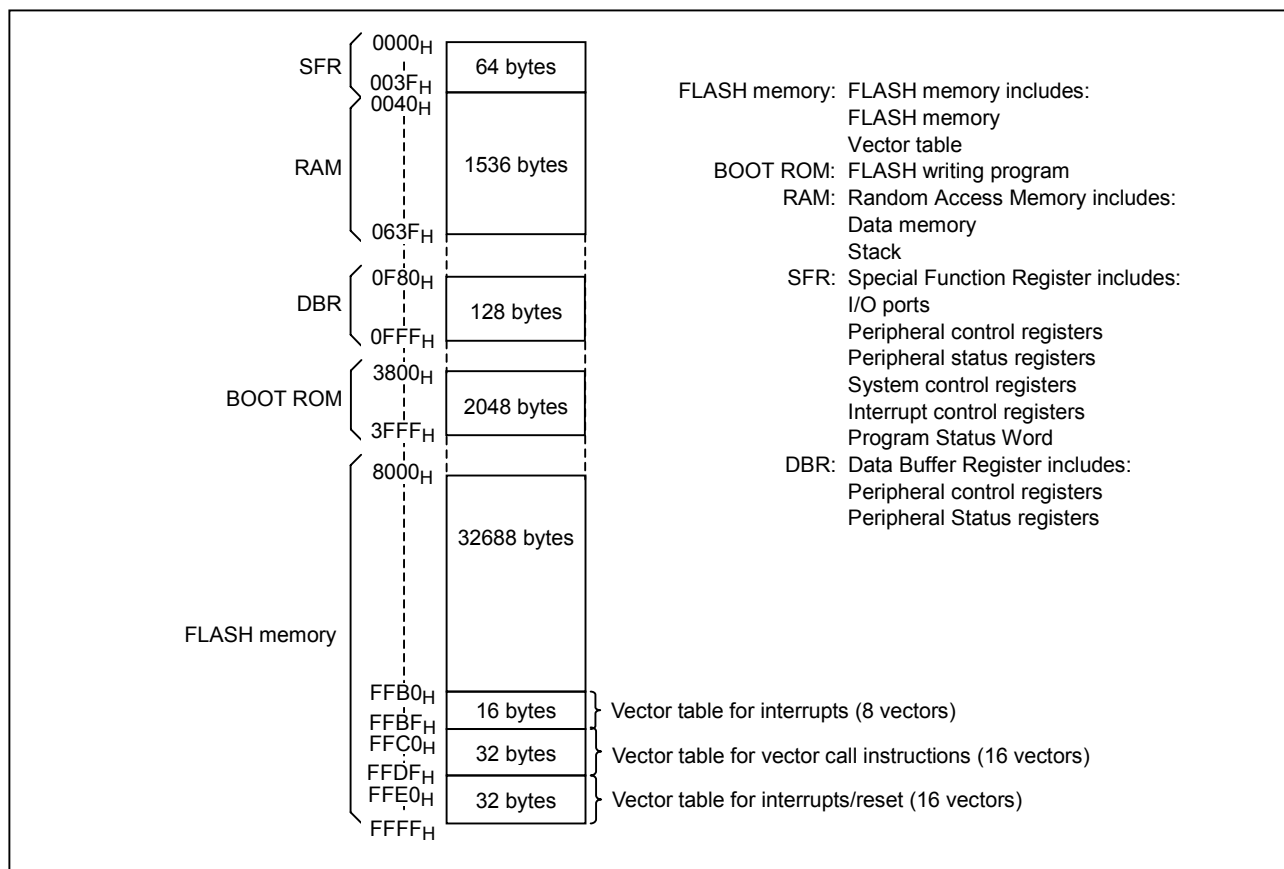 SFR
0000H
64 bytes
003FH
RAM
0040H
1536 bytes
063FH
DBR
0F80H
128 bytes
0FFFH
BOOT ROM
3800H
2048 bytes
3FFFH
FLASH memory
8000H
32688 bytes
FFB0H
16 bytes
FFBFH
Vector table for interrupts (8 vectors)
FFC0H
32 bytes
FFDFH
Vector table for vector call instructions (16 vectors)
FFE0H
32 bytes
FFFFH
Vector table for interrupts/reset (16 vectors)
FLASH memory: FLASH memory includes:
FLASH memory
Vector table
BOOT ROM: FLASH writing program
RAM: Random Access Memory includes:
Data memory
Stack
SFR: Special Function Register includes:
I/O ports
Peripheral control registers
Peripheral status registers
System control registers
Interrupt control registers
Program Status Word
DBR: Data Buffer Register includes:
Peripheral control registers
Peripheral Status registers